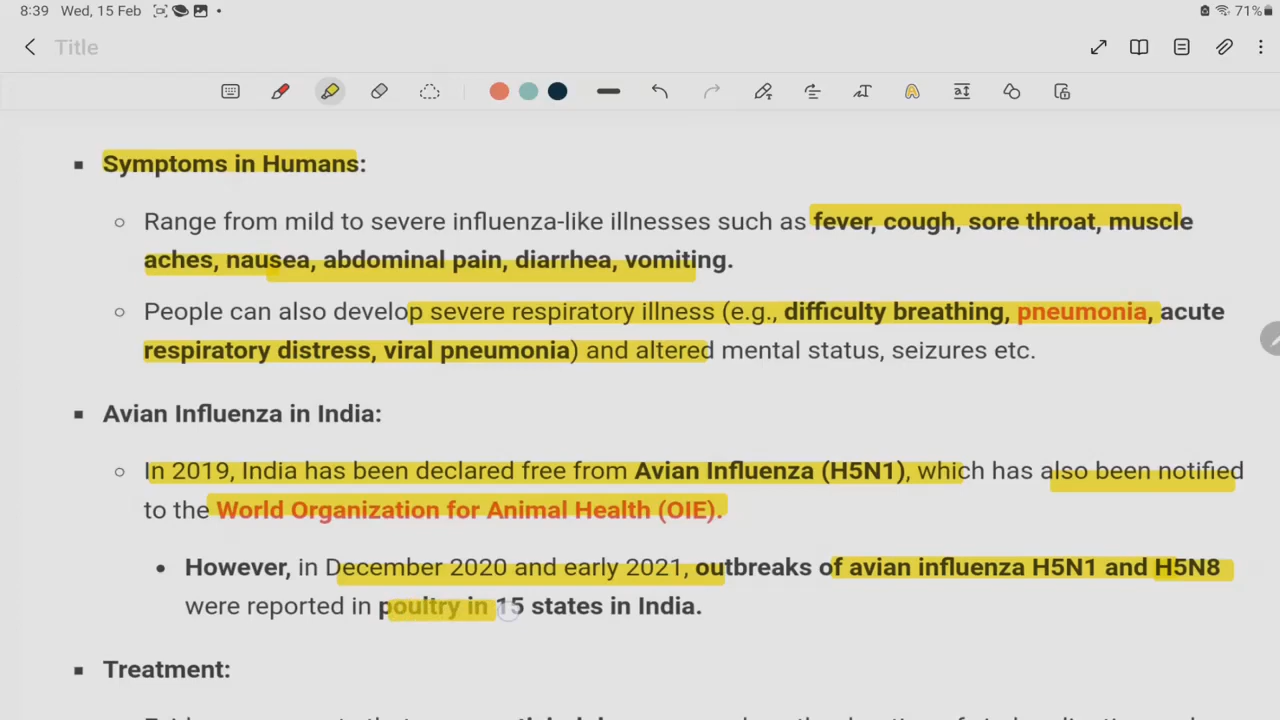 8:39 Wed, 15 Feb 71%
Title
Symptoms in Humans:
Range from mild to severe influenza-like illnesses such as fever, cough, sore throat, muscle
aches, nausea, abdominal pain, diarrhea, vomiting.
People can also develop severe respiratory illness (e.g., difficulty breathing, pneumonia, acute
respiratory distress, viral pneumonia) and altered mental status, seizures etc.
Avian Influenza in India:
In 2019, India has been declared free from Avian Influenza (H5N1), which has also been notified
to the World Organization for Animal Health (OIE).
However, in December 2020 and early 2021, outbreaks of avian influenza H5N1 and H5N8
were reported in poultry in 15 states in India.
Treatment: